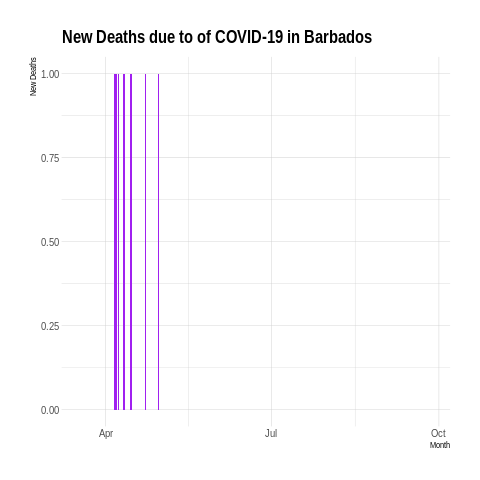 New Deaths due to of COVID-19 in Barbados
New Deaths
1.00
0.75
0.50
0.25
0.00
Apr
Jul
Oct
Month